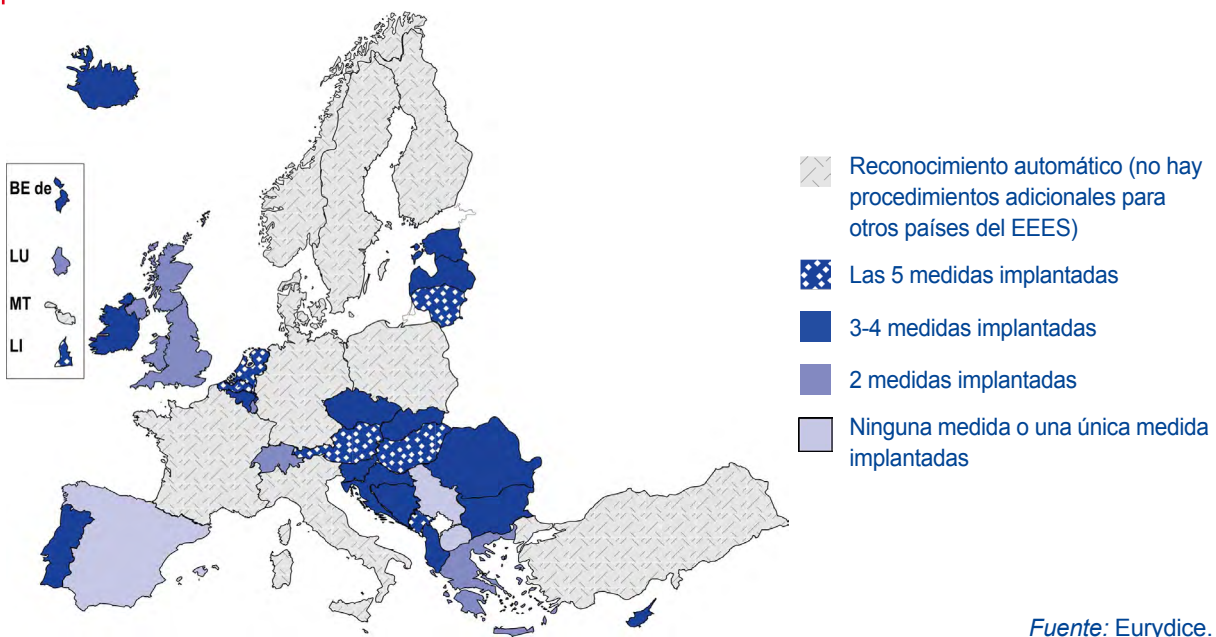 BE de
LU
MT
LI
Reconocimiento automático (no hay
procedimientos adicionales para
otros países del EEES)
Las 5 medidas implantadas
3-4 medidas implantadas
2 medidas implantadas
Ninguna medida o una única medida
implantadas
Fuente: Eurydice.